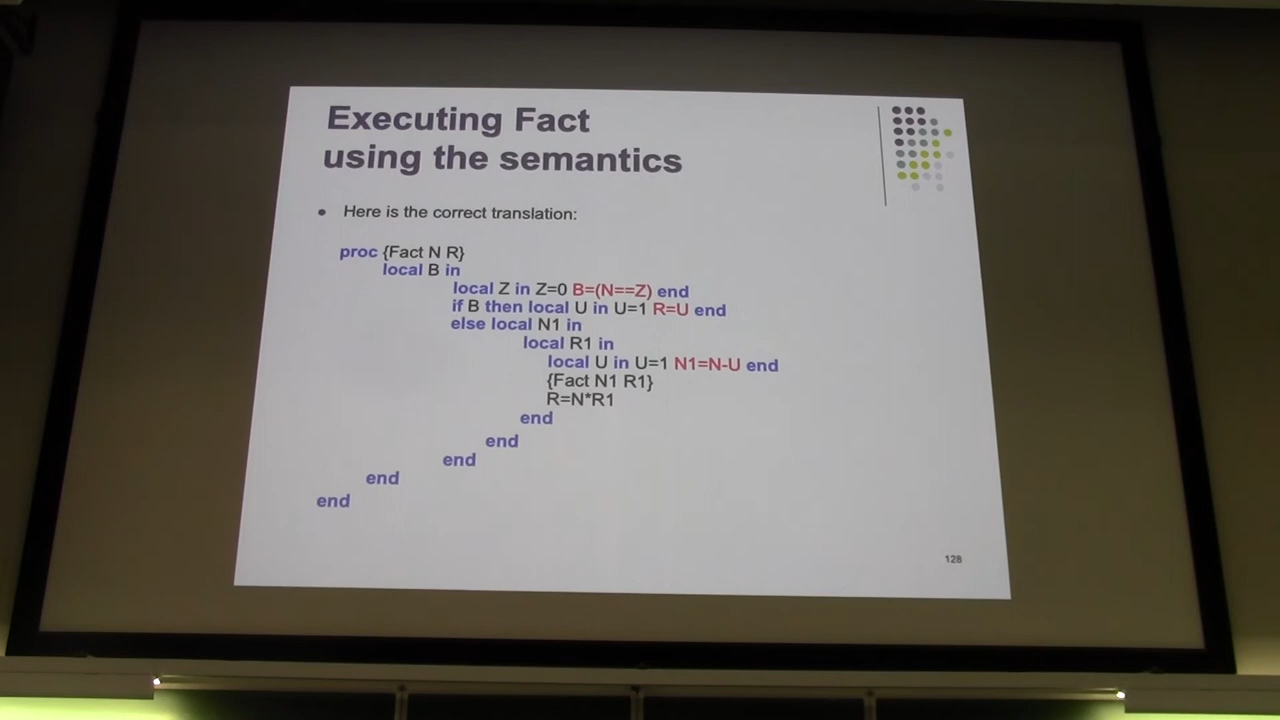 Executing Fact
using the semantics
• Here is the correct translation:
proc {Fact N R}
local B in
local Z in Z=0 B=(N==Z) end
if B then local U in U=1 R=U end
else local N1 in
local R1 in
local U in U=1 N1=N-U end
{Fact N1 R1}
R=N*R1
end
end
end
end
end
128